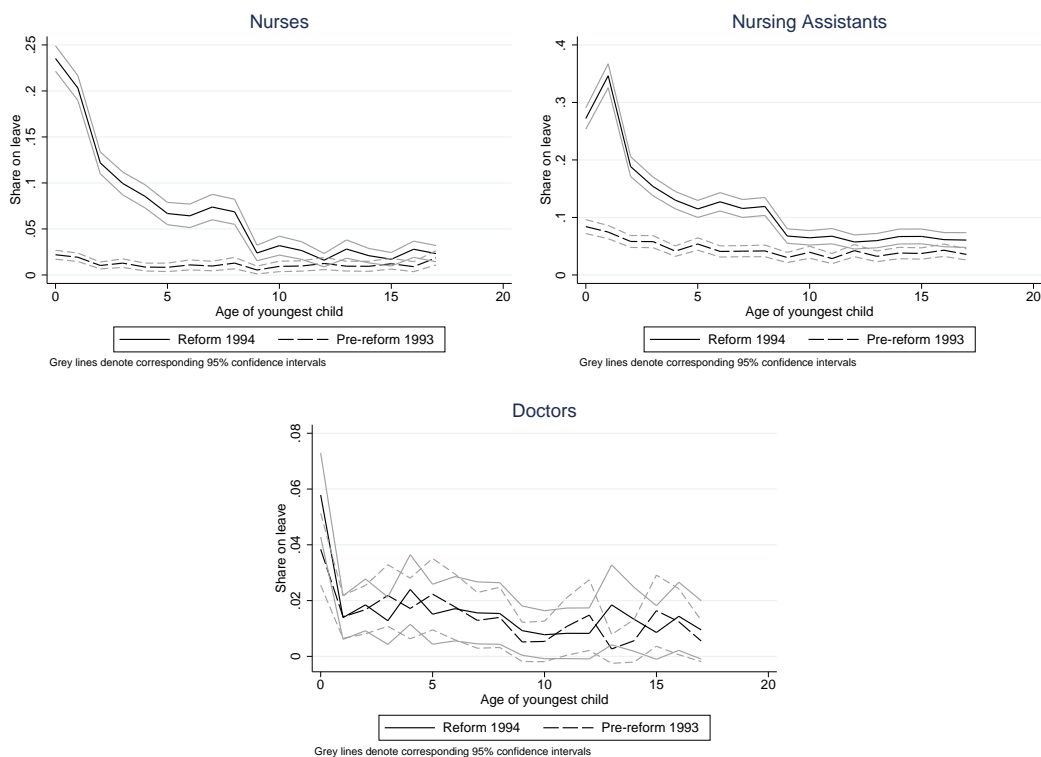 Nurses
Share on leave
0 .05 .1 .15 .2 .25
0 5 10 15 20
Age of youngest child
Reform 1994 Pre-reform 1993
Grey lines denote corresponding 95% confidence intervals
Nursing Assistants
Share on leave
0 .1 .2 .3 .4
0 5 10 15 20
Age of youngest child
Reform 1994 Pre-reform 1993
Grey lines denote corresponding 95% confidence intervals
Doctors
Share on leave
0 .02 .04 .06 .08
0 5 10 15 20
Age of youngest child
Reform 1994 Pre-reform 1993
Grey lines denote corresponding 95% confidence intervals